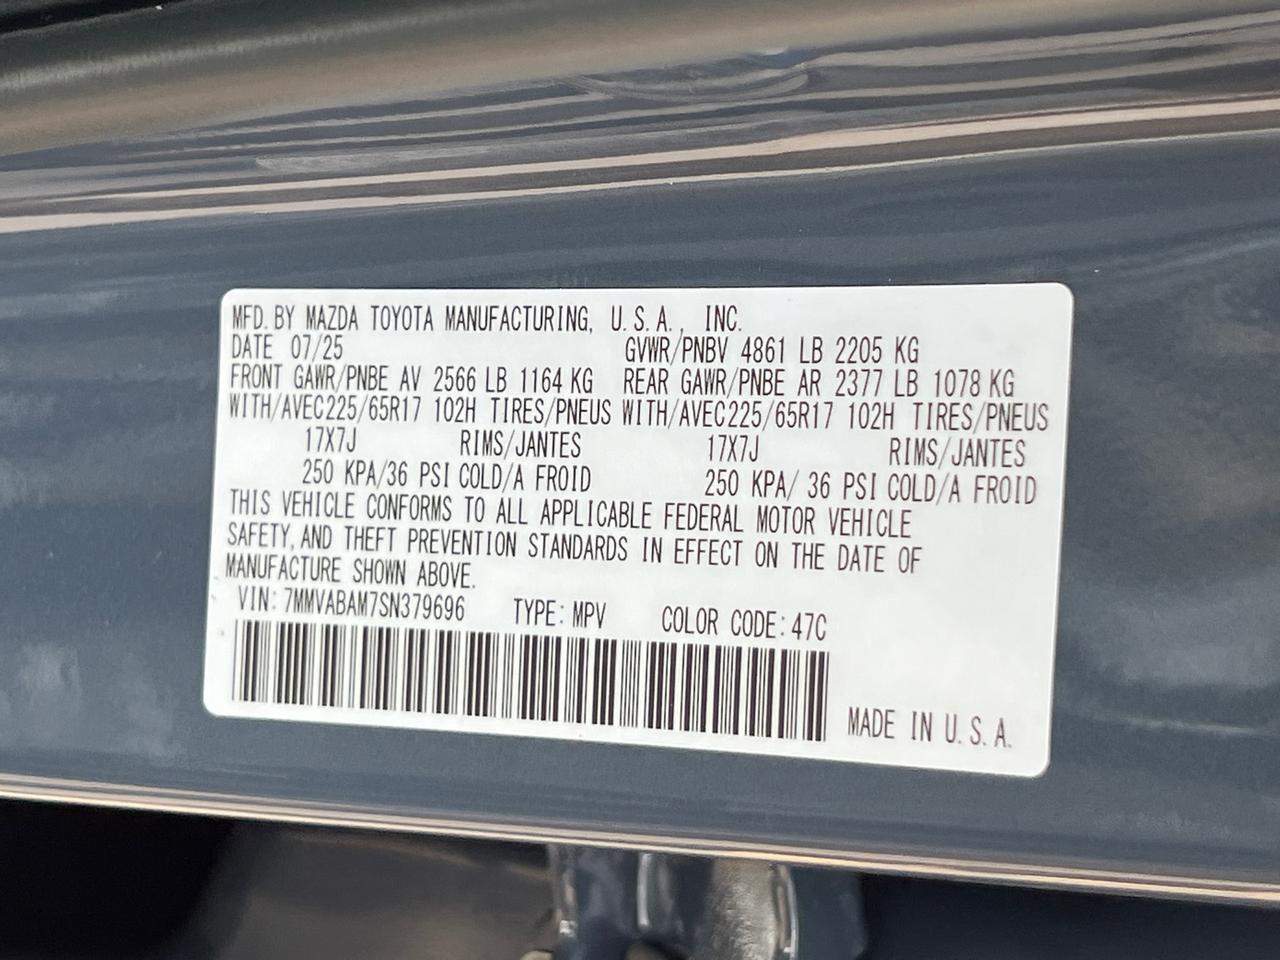 MFD. BY MAZDA TOYOTA MANUFACTURING, U.S.A., INC.
DATE 07/25 GVWR/PNBV 4861 LB 2205 KG
FRONT GAWR/PNBE AV 2566 LB 1164 KG REAR GAWR/PNBE AR 2377 LB 1078 KG
WITH/AVEC225/65R17 102H TIRES/PNEUS WITH/AVEC225/65R17 102H TIRES/PNEUS
17X7J RIMS/JANTES 17X7J RIMS/JANTES
250 KPA/36 PSI COLD/A FROID 250 KPA/ 36 PSI COLD/A FROID
THIS VEHICLE CONFORMS TO ALL APPLICABLE FEDERAL MOTOR VEHICLE
SAFETY, AND THEFT PREVENTION STANDARDS IN EFFECT ON THE DATE OF
MANUFACTURE SHOWN ABOVE.
VIN: 7MMVABAM7SN379696 TYPE: MPV COLOR CODE: 47C
MADE IN U.S.A.